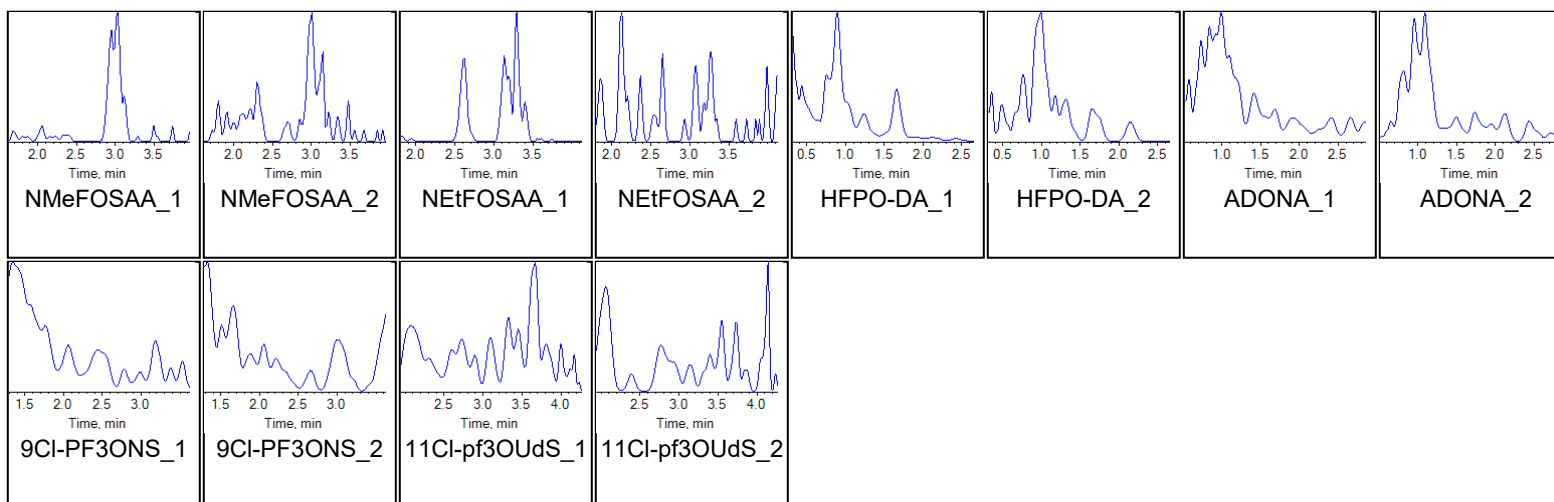 2.0 2.5 3.0 3.5 2.0 2.5 3.0 3.5 2.0 2.5 3.0 3.5 2.0 2.5 3.0 3.5 0.5 1.0 1.5 2.0 2.5 0.5 1.0 1.5 2.0 2.5 1.0 1.5 2.0 2.5 1.0 1.5 2.0 2.5
Time, min Time, min Time, min Time, min Time, min Time, min Time, min Time, min
NMeFOSAA_1 NMeFOSAA_2 NEtFOSAA_1 NEtFOSAA_2 HFPO-DA_1 HFPO-DA_2 ADONA_1 ADONA_2
1.5 2.0 2.5 3.0 1.5 2.0 2.5 3.0 2.5 3.0 3.5 4.0 2.5 3.0 3.5 4.0
Time, min Time, min Time, min Time, min
9Cl-PF3ONS_1 9Cl-PF3ONS_2 11Cl-pf3OUdS_1 11Cl-pf3OUdS_2